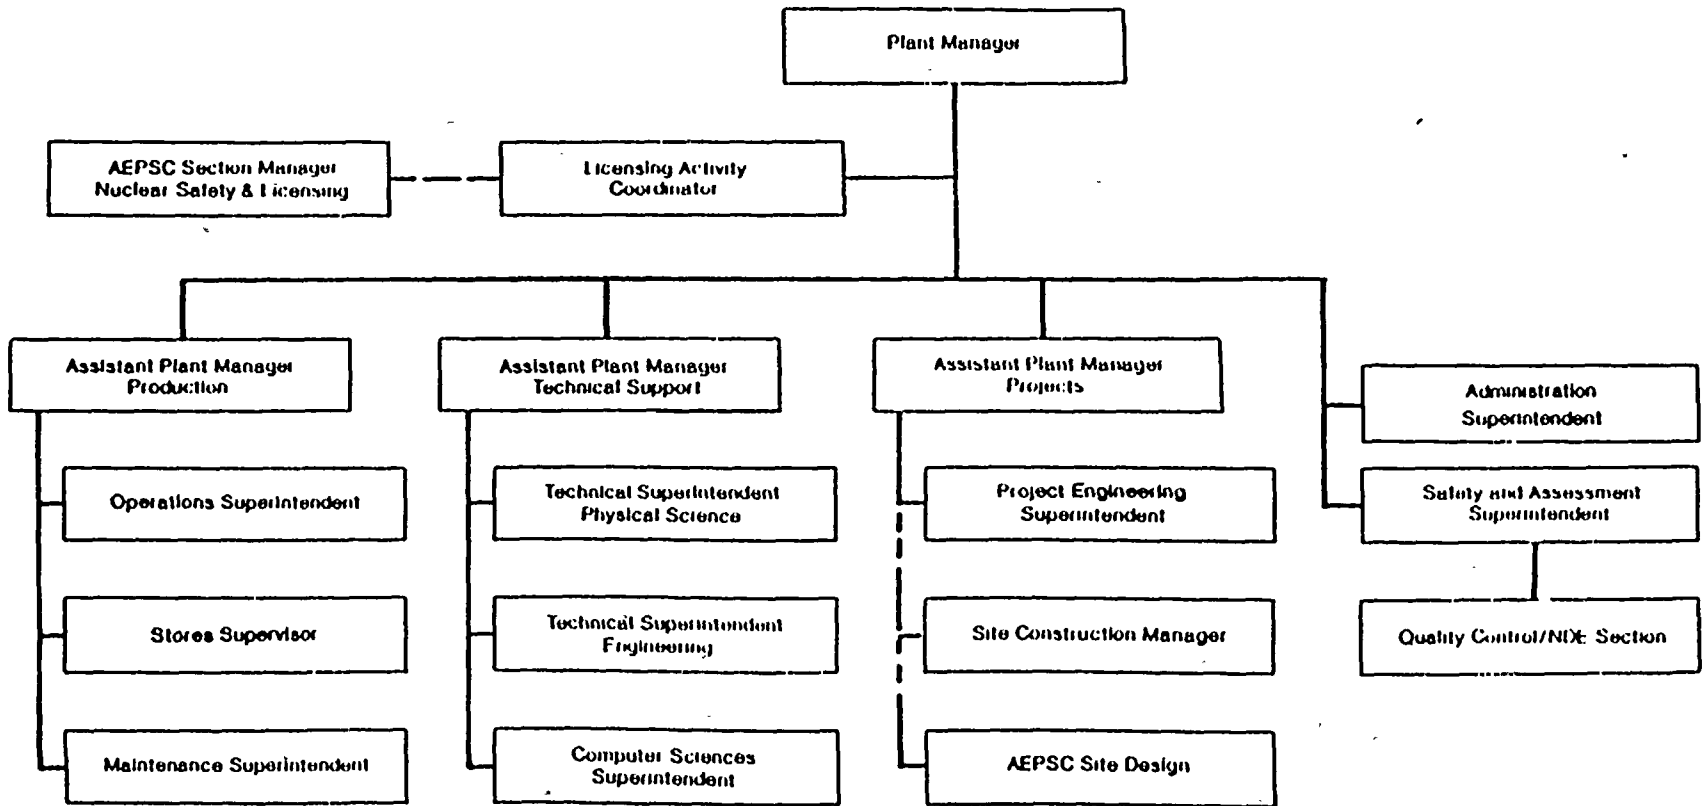 Plant Manager
AEPSC Section Manager
Nuclear Safety & Licensing
Licensing Activity
Coordinator
Assistant Plant Manager
Production
Assistant Plant Manager
Technical Support
Assistant Plant Manager
Projects
Administration
Superintendent
Operations Superintendent
Technical Superintendent
Physical Science
Project Engineering
Superintendent
Safety and Assessment
Superintendent
Stores Supervisor
Technical Superintendent
Engineering
Site Construction Manager
Quality Control/NDE Section
Maintenance Superintendent
Computer Sciences
Superintendent
AEPSC Site Design